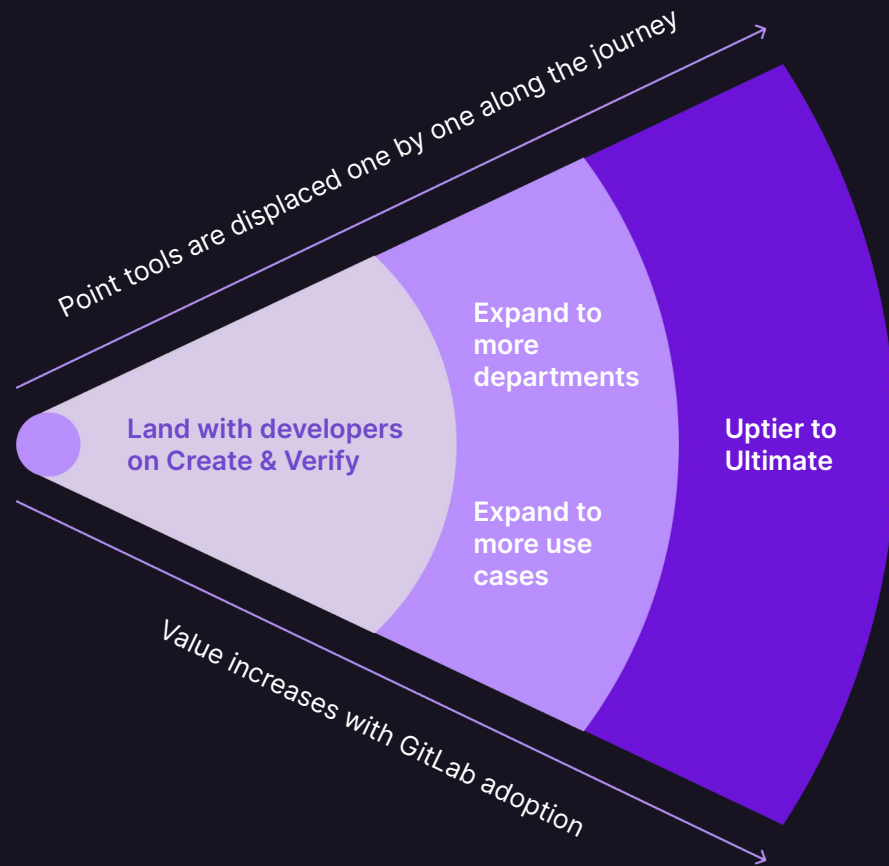 Point tools are displaced one by one along the journey
Land with developers
on Create & Verify
Expand to
more
departments
Expand to
more use
cases
Uptier to
Ultimate
Value increases with GitLab adoption